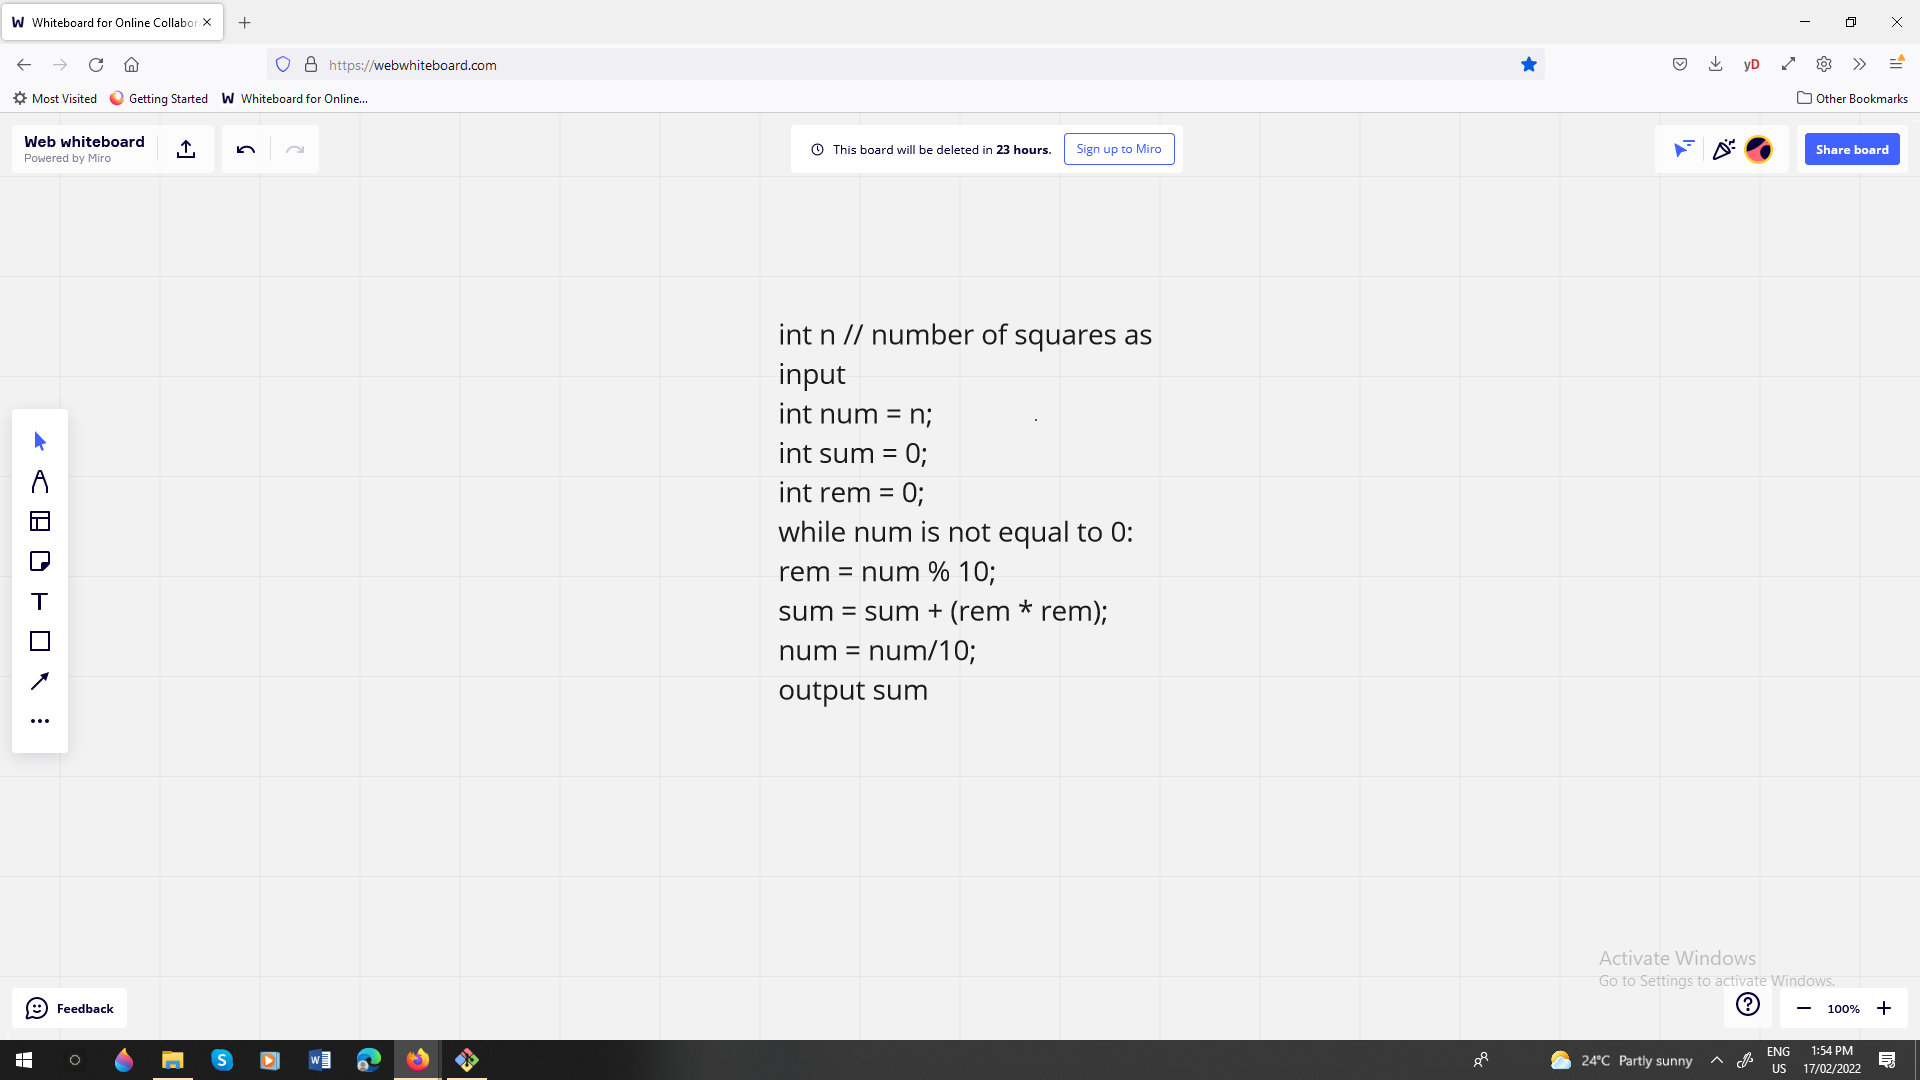 Whiteboard for Online Collabor
https://webwhiteboard.com
yD
Most Visited
Getting Started
W Whiteboard for Online...
Other Bookmarks
Web whiteboard
Powered by Miro
This board will be deleted in 23 hours.
Sign up to Miro
Share board
int n // number of squares as
input
int num = n;
int sum = 0;
int rem = 0;
while num is not equal to 0:
rem = num % 10;
sum = sum + (rem * rem);
num = num/10;
output sum
T
Activate Windows
Go to Settings to activate Windows.
Feedback
100%
24°C Partly sunny
ENG
US
1:54 PM
17/02/2022